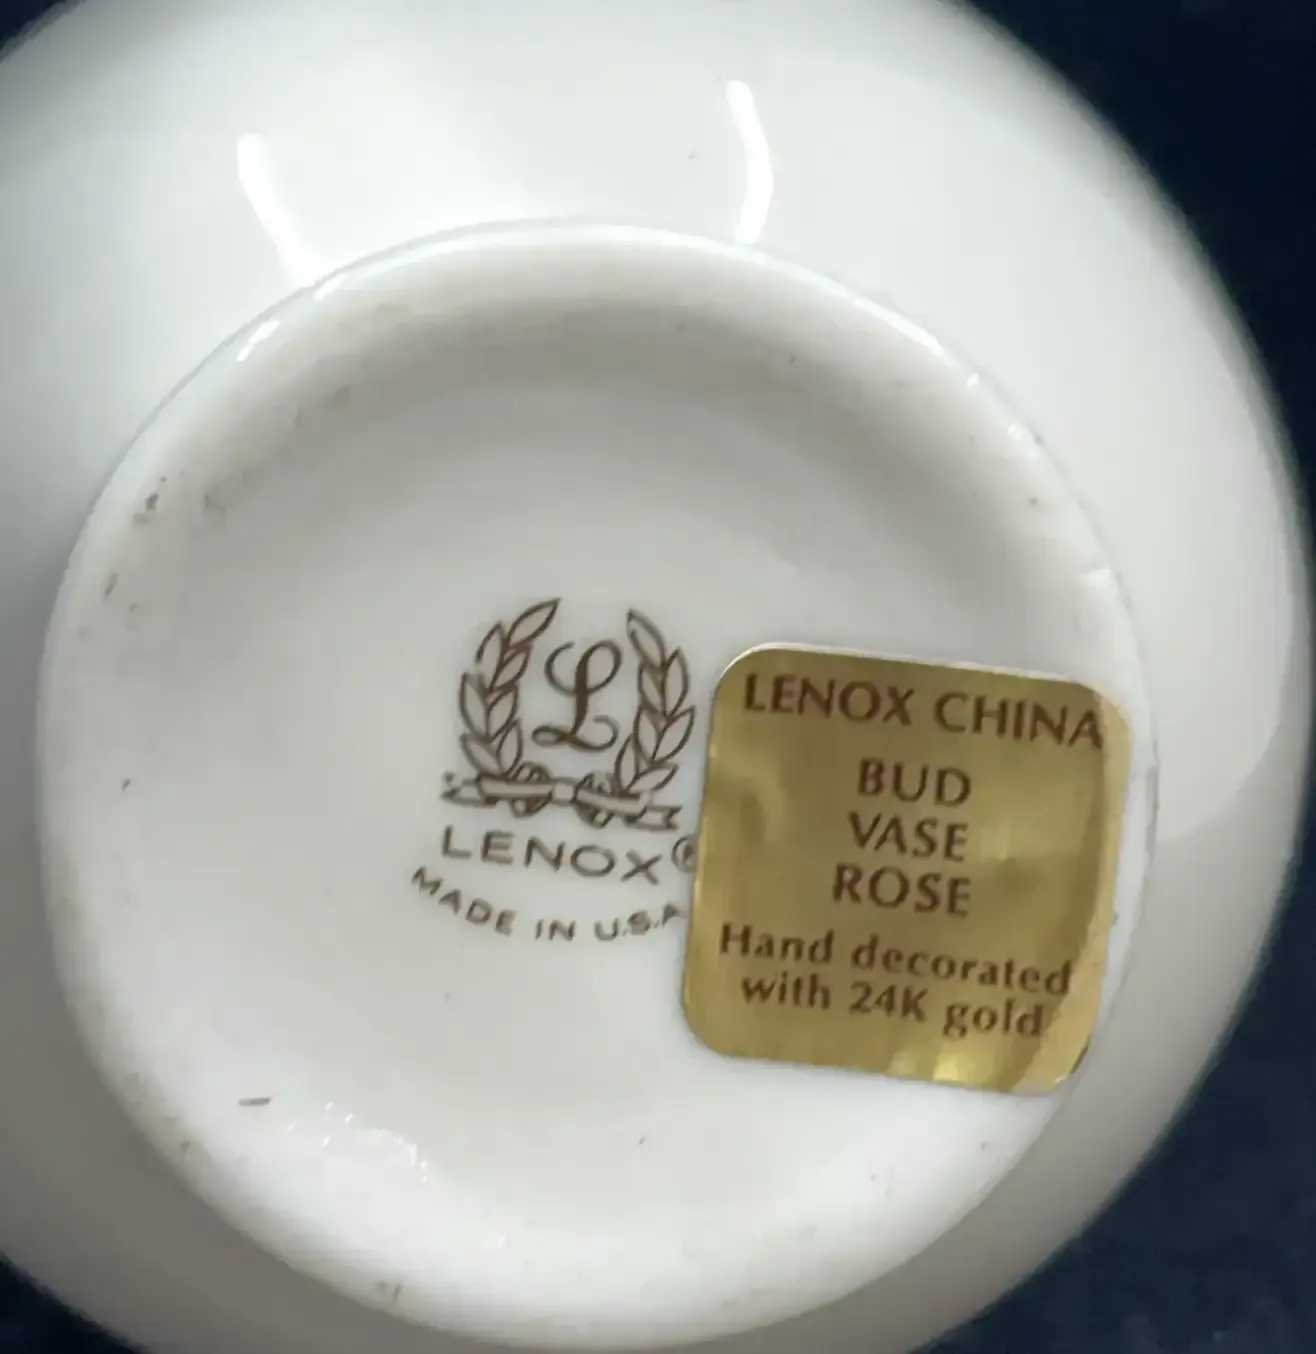 L
LENOX®
MADE IN U.S.A
LENOX CHINA
BUD
VASE
ROSE
Hand decorated
with 24K gold